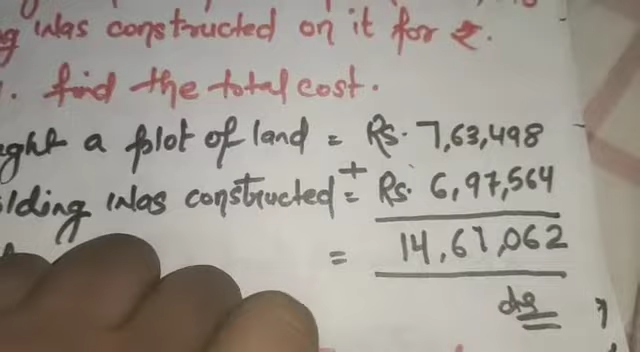 g was constructed on it for ₹.
. find the total cost.
ght a plot of land = Rs. 7,63,498
ilding was constructed = + Rs. 6,97,564
= 14,61,062